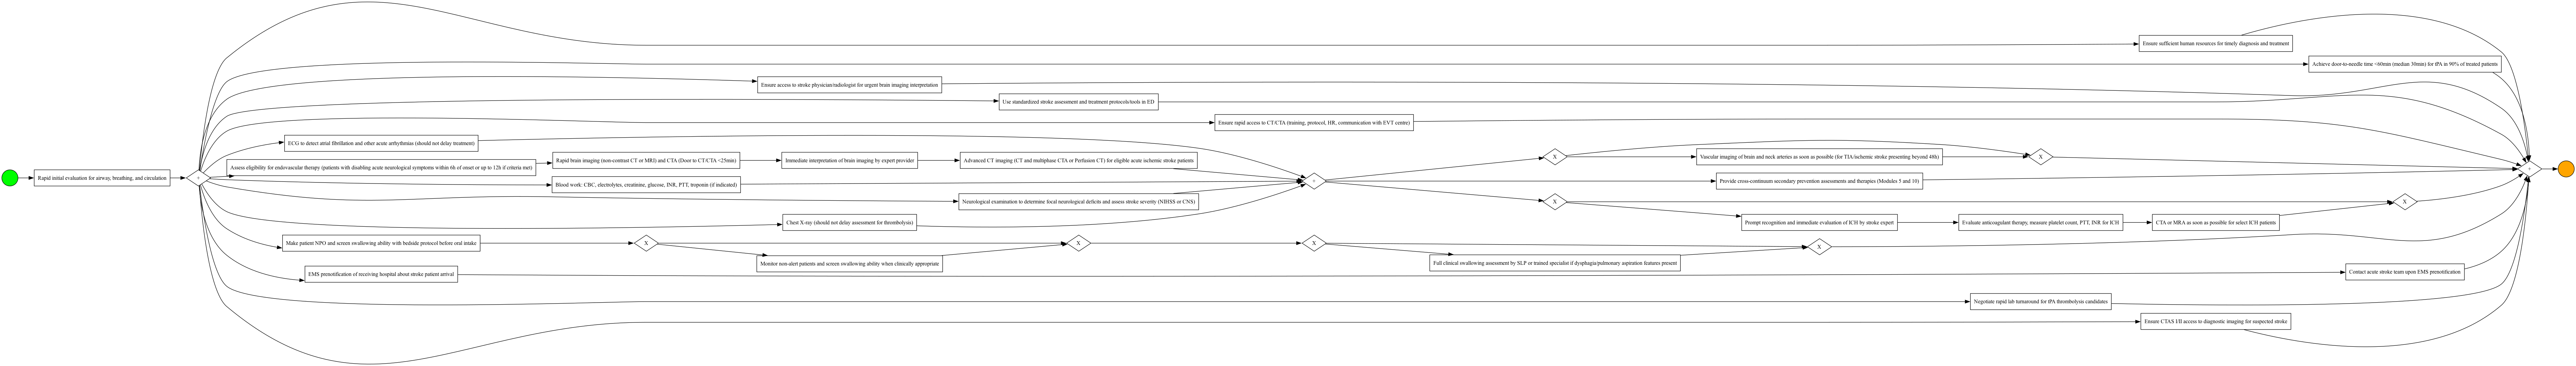 Ensure sufficient human resources for timely diagnosis and treatment
Achieve door-to-needle time <60min (median 30min) for tPA in 90% of treated patients
Ensure access to stroke physician/radiologist for urgent brain imaging interpretation
Use standardized stroke assessment and treatment protocols/tools in ED
Ensure rapid access to CT/CTA (training, protocol, HR, communication with EVT centre)
ECG to detect atrial fibrillation and other acute arrhythmias (should not delay treatment)
X
Vascular imaging of brain and neck arteries as soon as possible (for TIA/ischemic stroke presenting beyond 48h)
X
Assess eligibility for endovascular therapy (patients with disabling acute neurological symptoms within 6h of onset or up to 12h if criteria met)
Rapid brain imaging (non-contrast CT or MRI) and CTA (Door to CT/CTA <25min)
Immediate interpretation of brain imaging by expert provider
Advanced CT imaging (CT and multiphase CTA or Perfusion CT) for eligible acute ischemic stroke patients
+
Rapid initial evaluation for airway, breathing, and circulation
+
Blood work: CBC, electrolytes, creatinine, glucose, INR, PTT, troponin (if indicated)
+
Provide cross-continuum secondary prevention assessments and therapies (Modules 5 and 10)
Neurological examination to determine focal neurological deficits and assess stroke severity (NIHSS or CNS)
X
X
Chest X-ray (should not delay assessment for thrombolysis)
Prompt recognition and immediate evaluation of ICH by stroke expert
Evaluate anticoagulant therapy, measure platelet count, PTT, INR for ICH
CTA or MRA as soon as possible for select ICH patients
Make patient NPO and screen swallowing ability with bedside protocol before oral intake
X
X
X
X
Monitor non-alert patients and screen swallowing ability when clinically appropriate
Full clinical swallowing assessment by SLP or trained specialist if dysphagia/pulmonary aspiration features present
EMS prenotification of receiving hospital about stroke patient arrival
Contact acute stroke team upon EMS prenotification
Negotiate rapid lab turnaround for tPA thrombolysis candidates
Ensure CTAS I/II access to diagnostic imaging for suspected stroke